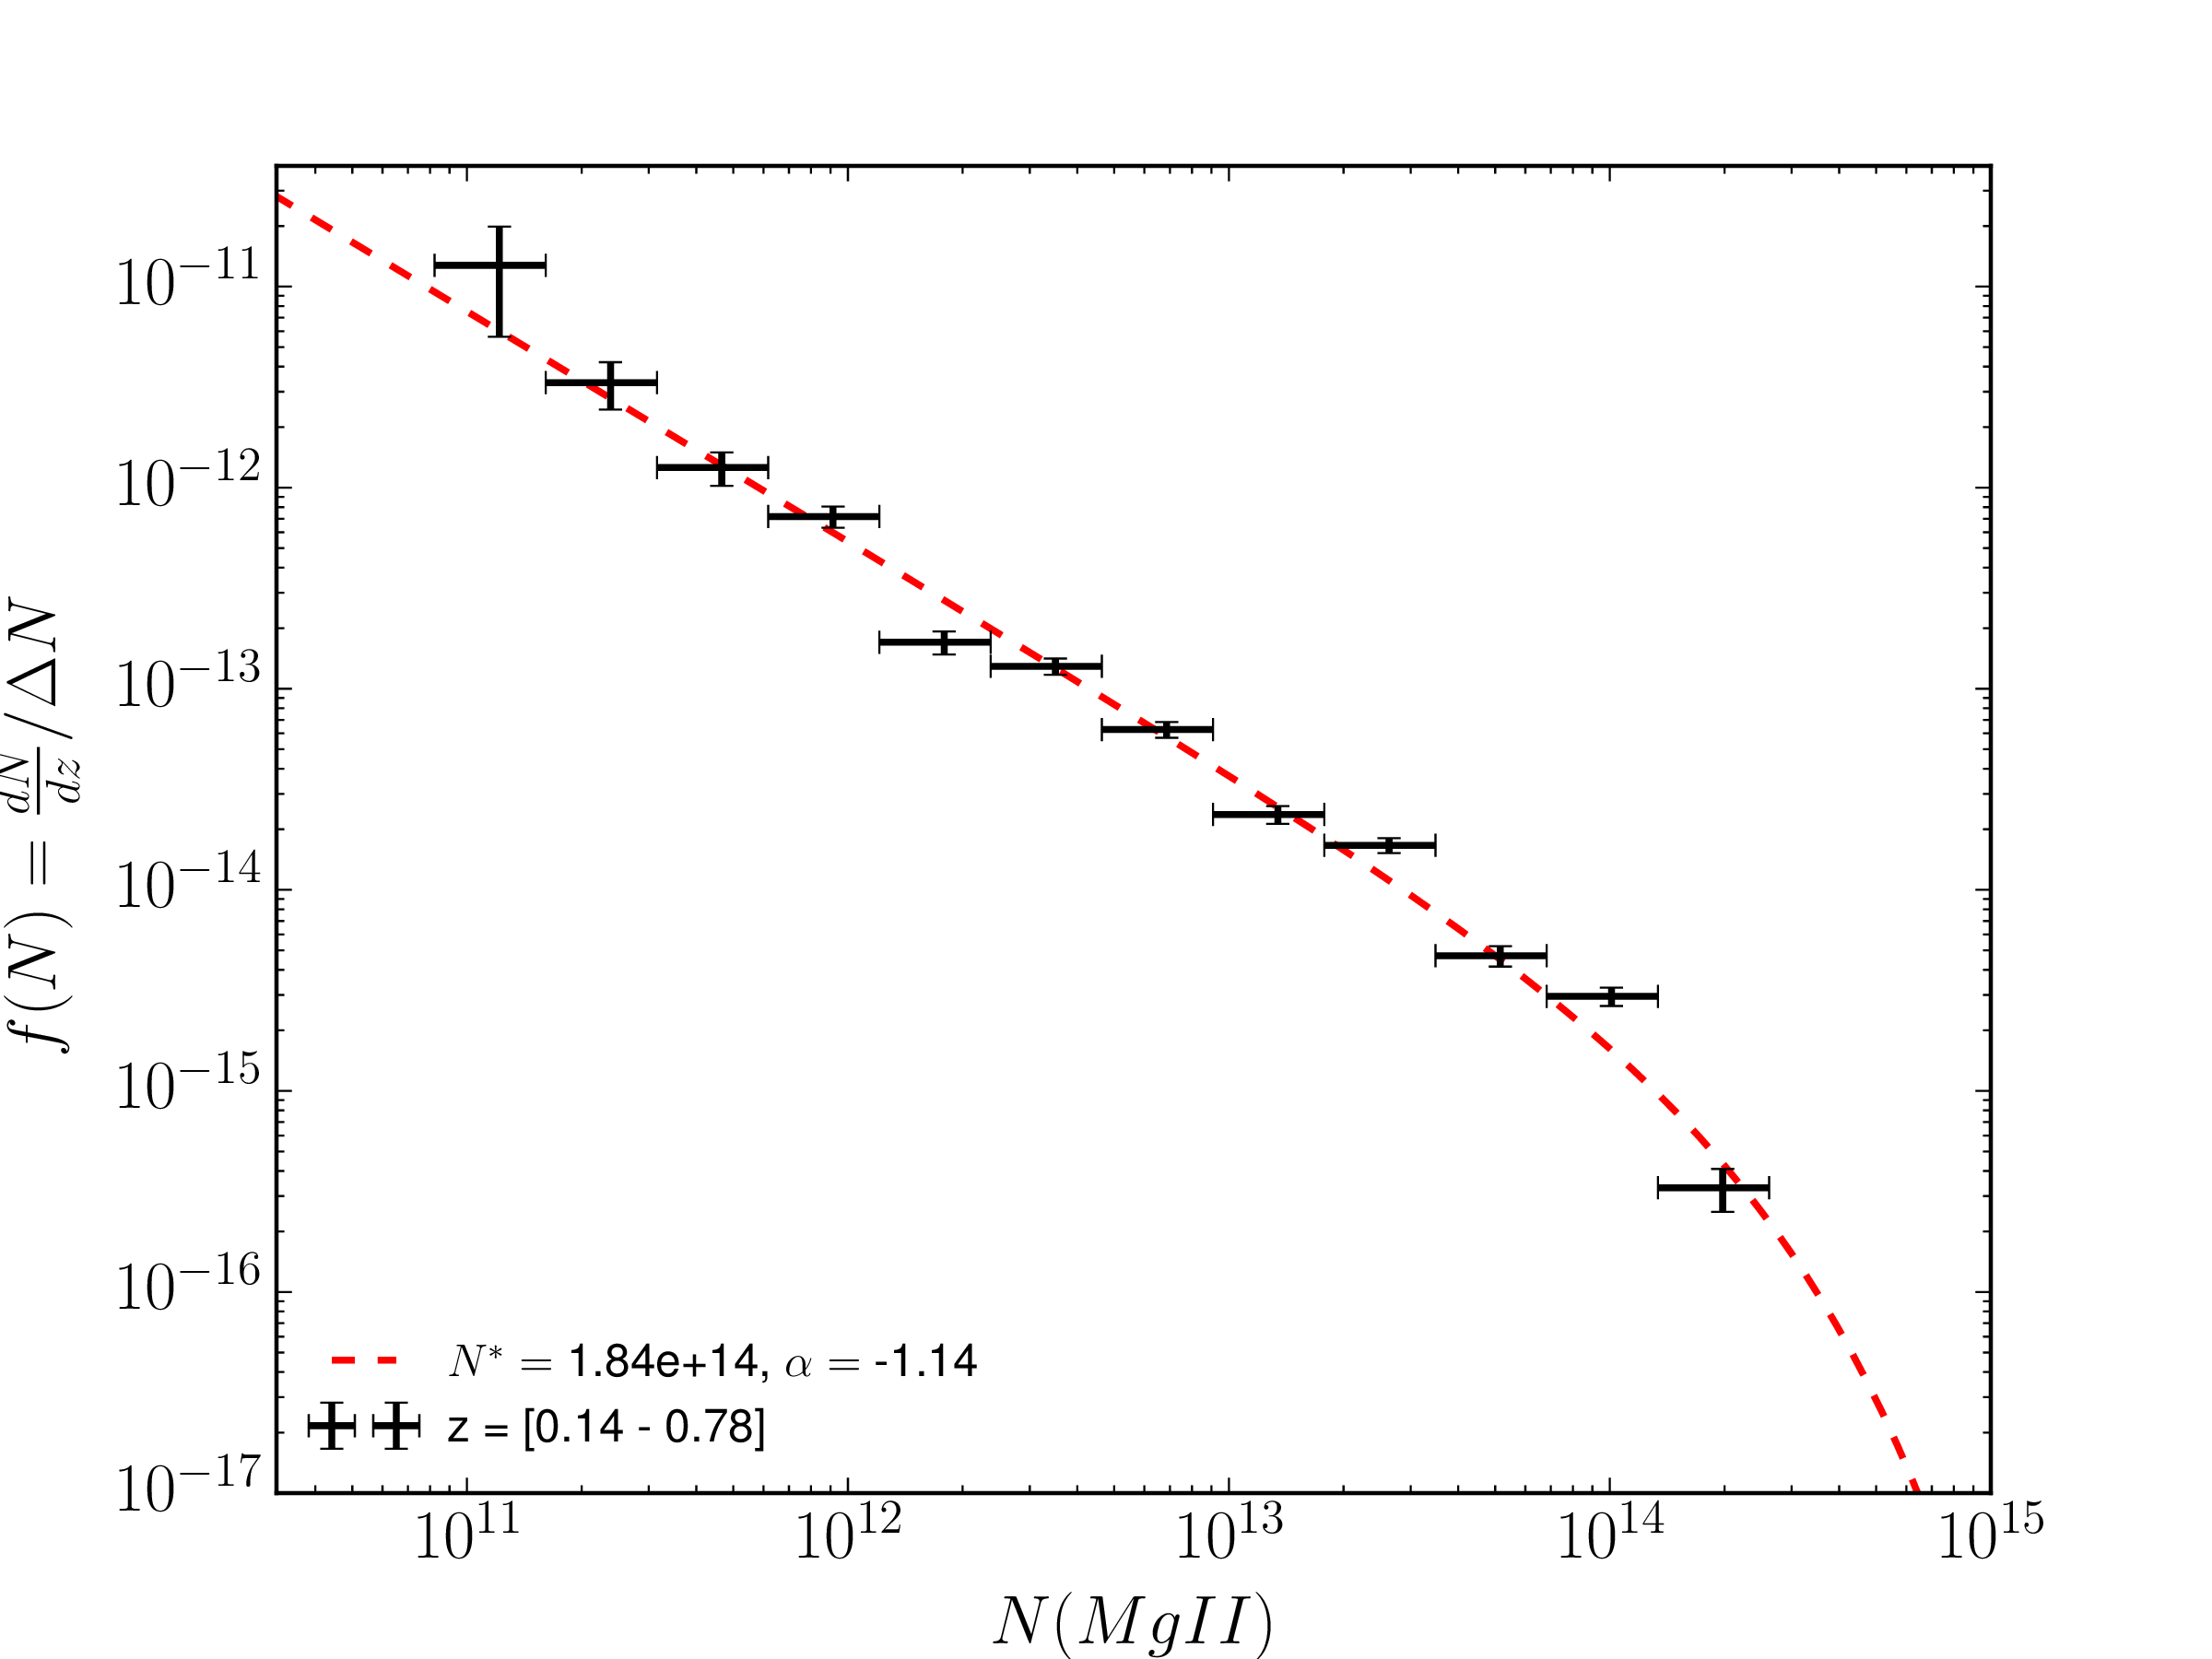 f(N) = dN/dz /ΔN
10^−11
10^−12
10^−13
10^−14
10^−15
10^−16
10^−17
N* = 1.84e+14, α = -1.14
z = [0.14 - 0.78]
10^11 10^12 10^13 10^14 10^15
N(MgII)